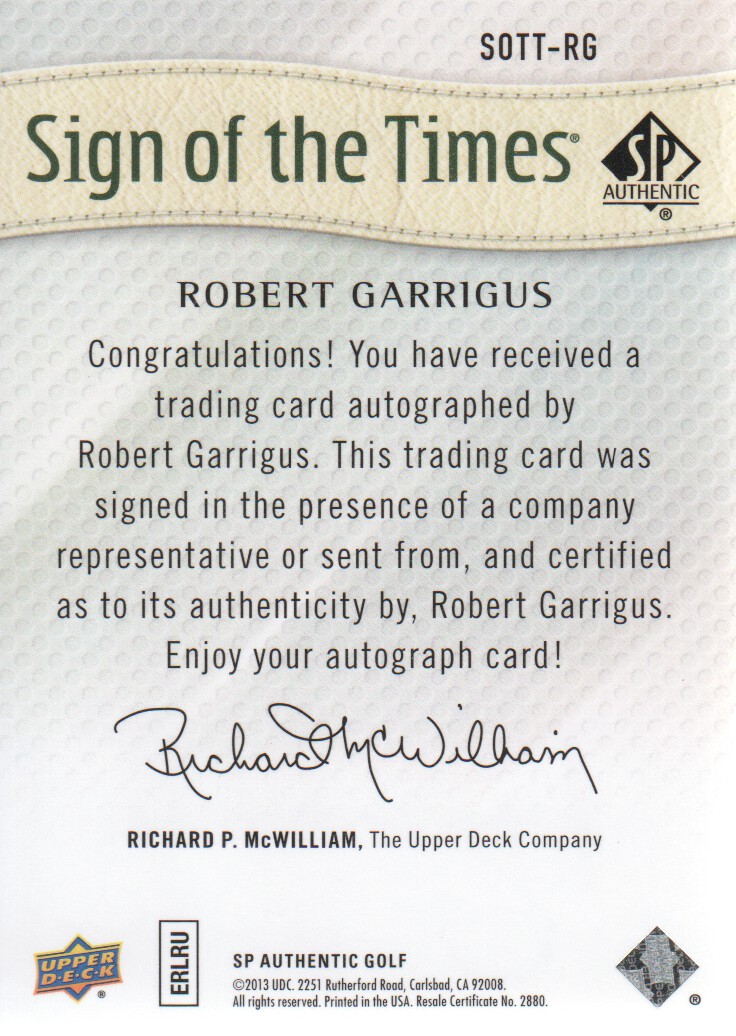 SOTT-RG
Sign of the Times®
SP
AUTHENTIC
®
ROBERT GARRIGUS
Congratulations! You have received a
trading card autographed by
Robert Garrigus. This trading card was
signed in the presence of a company
representative or sent from, and certified
as to its authenticity by, Robert Garrigus.
Enjoy your autograph card!
Richard McWilliam
RICHARD P. McWILLIAM, The Upper Deck Company
UPPER
D·E·C·K
®
ERLRU
SP AUTHENTIC GOLF
©2013 UDC. 2251 Rutherford Road, Carlsbad, CA 92008.
All rights reserved. Printed in the USA. Resale Certificate No. 2880.
®